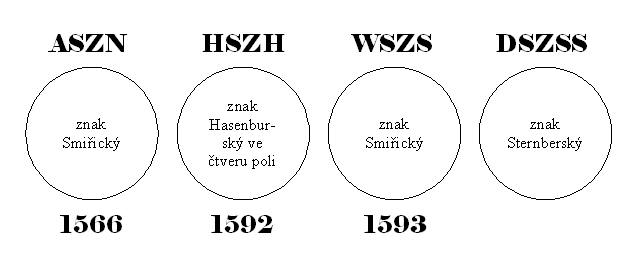 ASZN HSZH WSZS DSZSS
znak
Smiřický
znak
Hasenbur-
ský ve
čtveru poli
znak
Smiřický
znak
Sternberský
1566 1592 1593